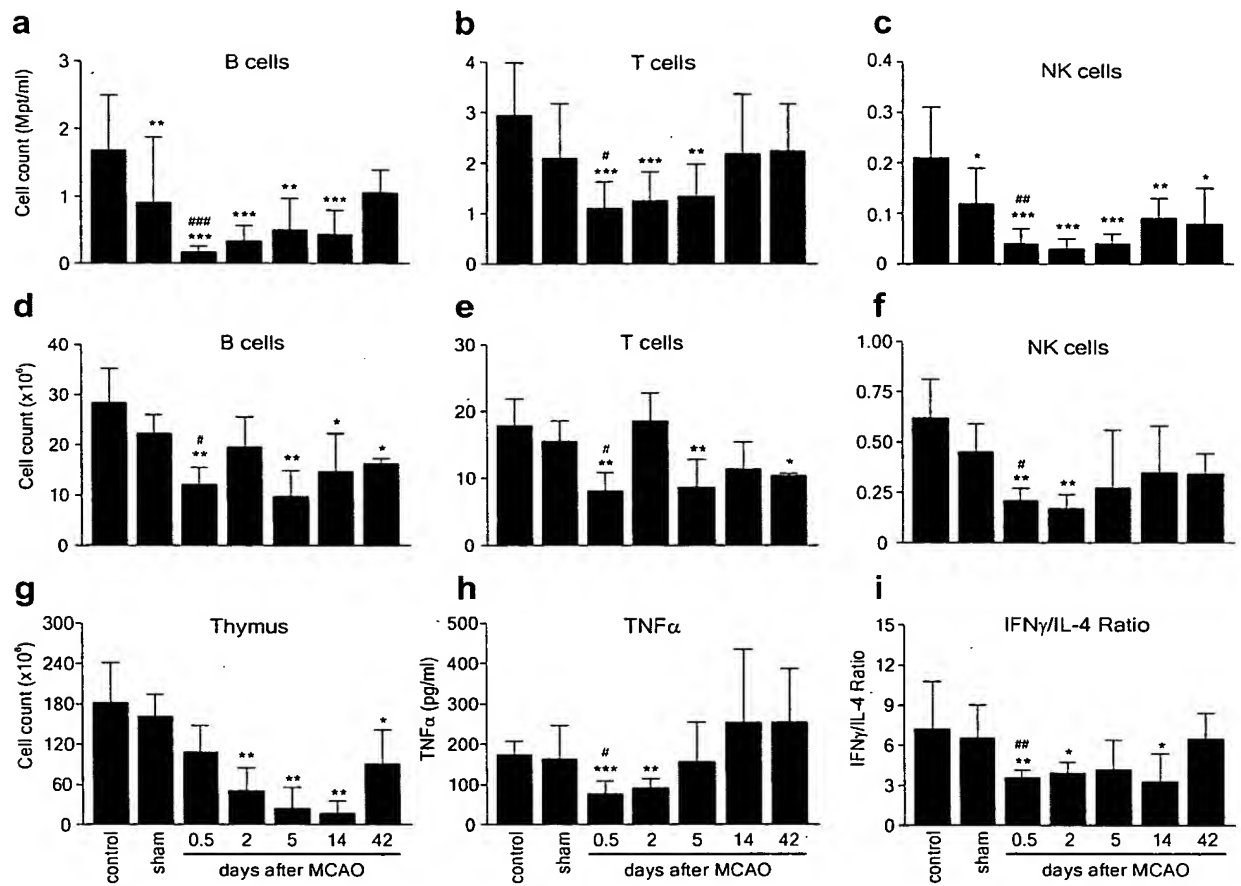 a
B cells
Cell count (Mpt/ml)
3
2
1
0
**
###
***
***
**
***
b
T cells
4
3
2
1
0
#
***
***
**
c
NK cells
0.4
0.3
0.2
0.1
0
*
##
***
***
***
**
*
d
B cells
Cell count (x10⁶)
40
30
20
10
0
#
**
**
*
*
e
T cells
30
20
10
0
#
**
**
*
f
NK cells
1.00
0.75
0.50
0.25
0
#
**
**
g
Thymus
Cell count (x10⁶)
300
240
180
120
60
0
**
**
**
*
control
sham
0.5 2 5 14 42
days after MCAO
h
TNFα
TNFα (pg/ml)
500
400
300
200
100
0
#
***
**
control
sham
0.5 2 5 14 42
days after MCAO
i
IFNγ/IL-4 Ratio
IFNγ/IL-4 Ratio
15
12
9
6
3
0
##
**
*
*
control
sham
0.5 2 5 14 42
days after MCAO